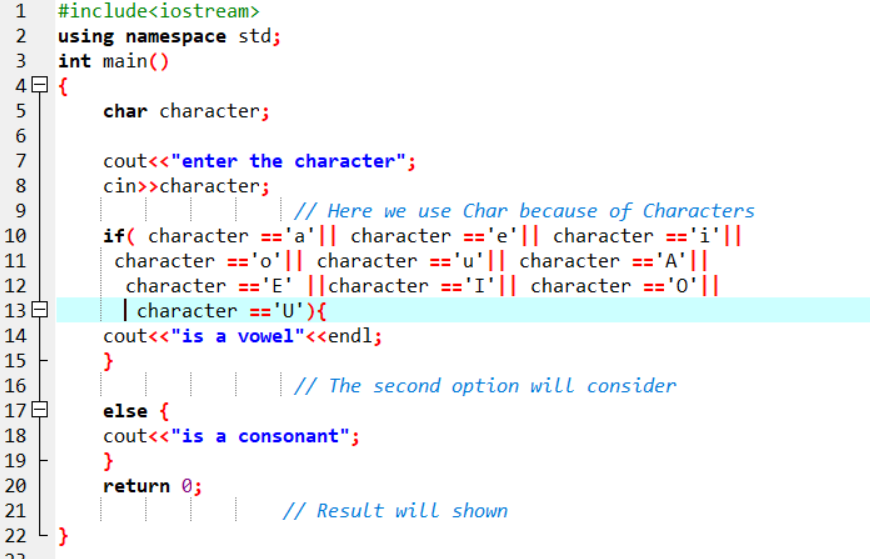 1 #include<iostream>
2 using namespace std;
3 int main()
4 {
5 char character;
6
7 cout<<"enter the character";
8 cin>>character;
9 // Here we use Char because of Characters
10 if( character =='a'|| character =='e'|| character =='i'||
11 character =='o'|| character =='u'|| character =='A'||
12 character =='E' ||character =='I'|| character =='O'||
13 character =='U'){
14 cout<<"is a vowel"<<endl;
15 }
16 // The second option will consider
17 else {
18 cout<<"is a consonant";
19 }
20 return 0;
21 // Result will shown
22 }